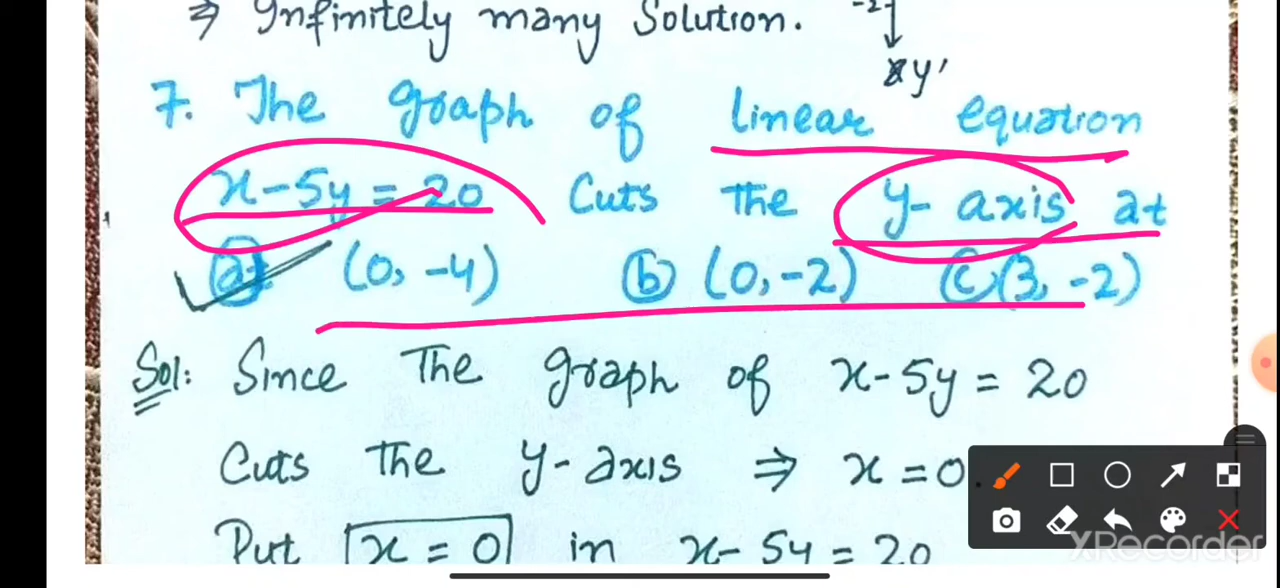 ⇒ Infinitely many Solution.
-2
y'
7. The graph of linear equation
x-5y = 20 Cuts the y-axis at
(0, -4) (b) (0, -2) (c) (3, -2)
Sol: Since The graph of x-5y = 20
Cuts The y-axis ⇒ x = 0.
Put x = 0 in x-5y = 20
XRecorder